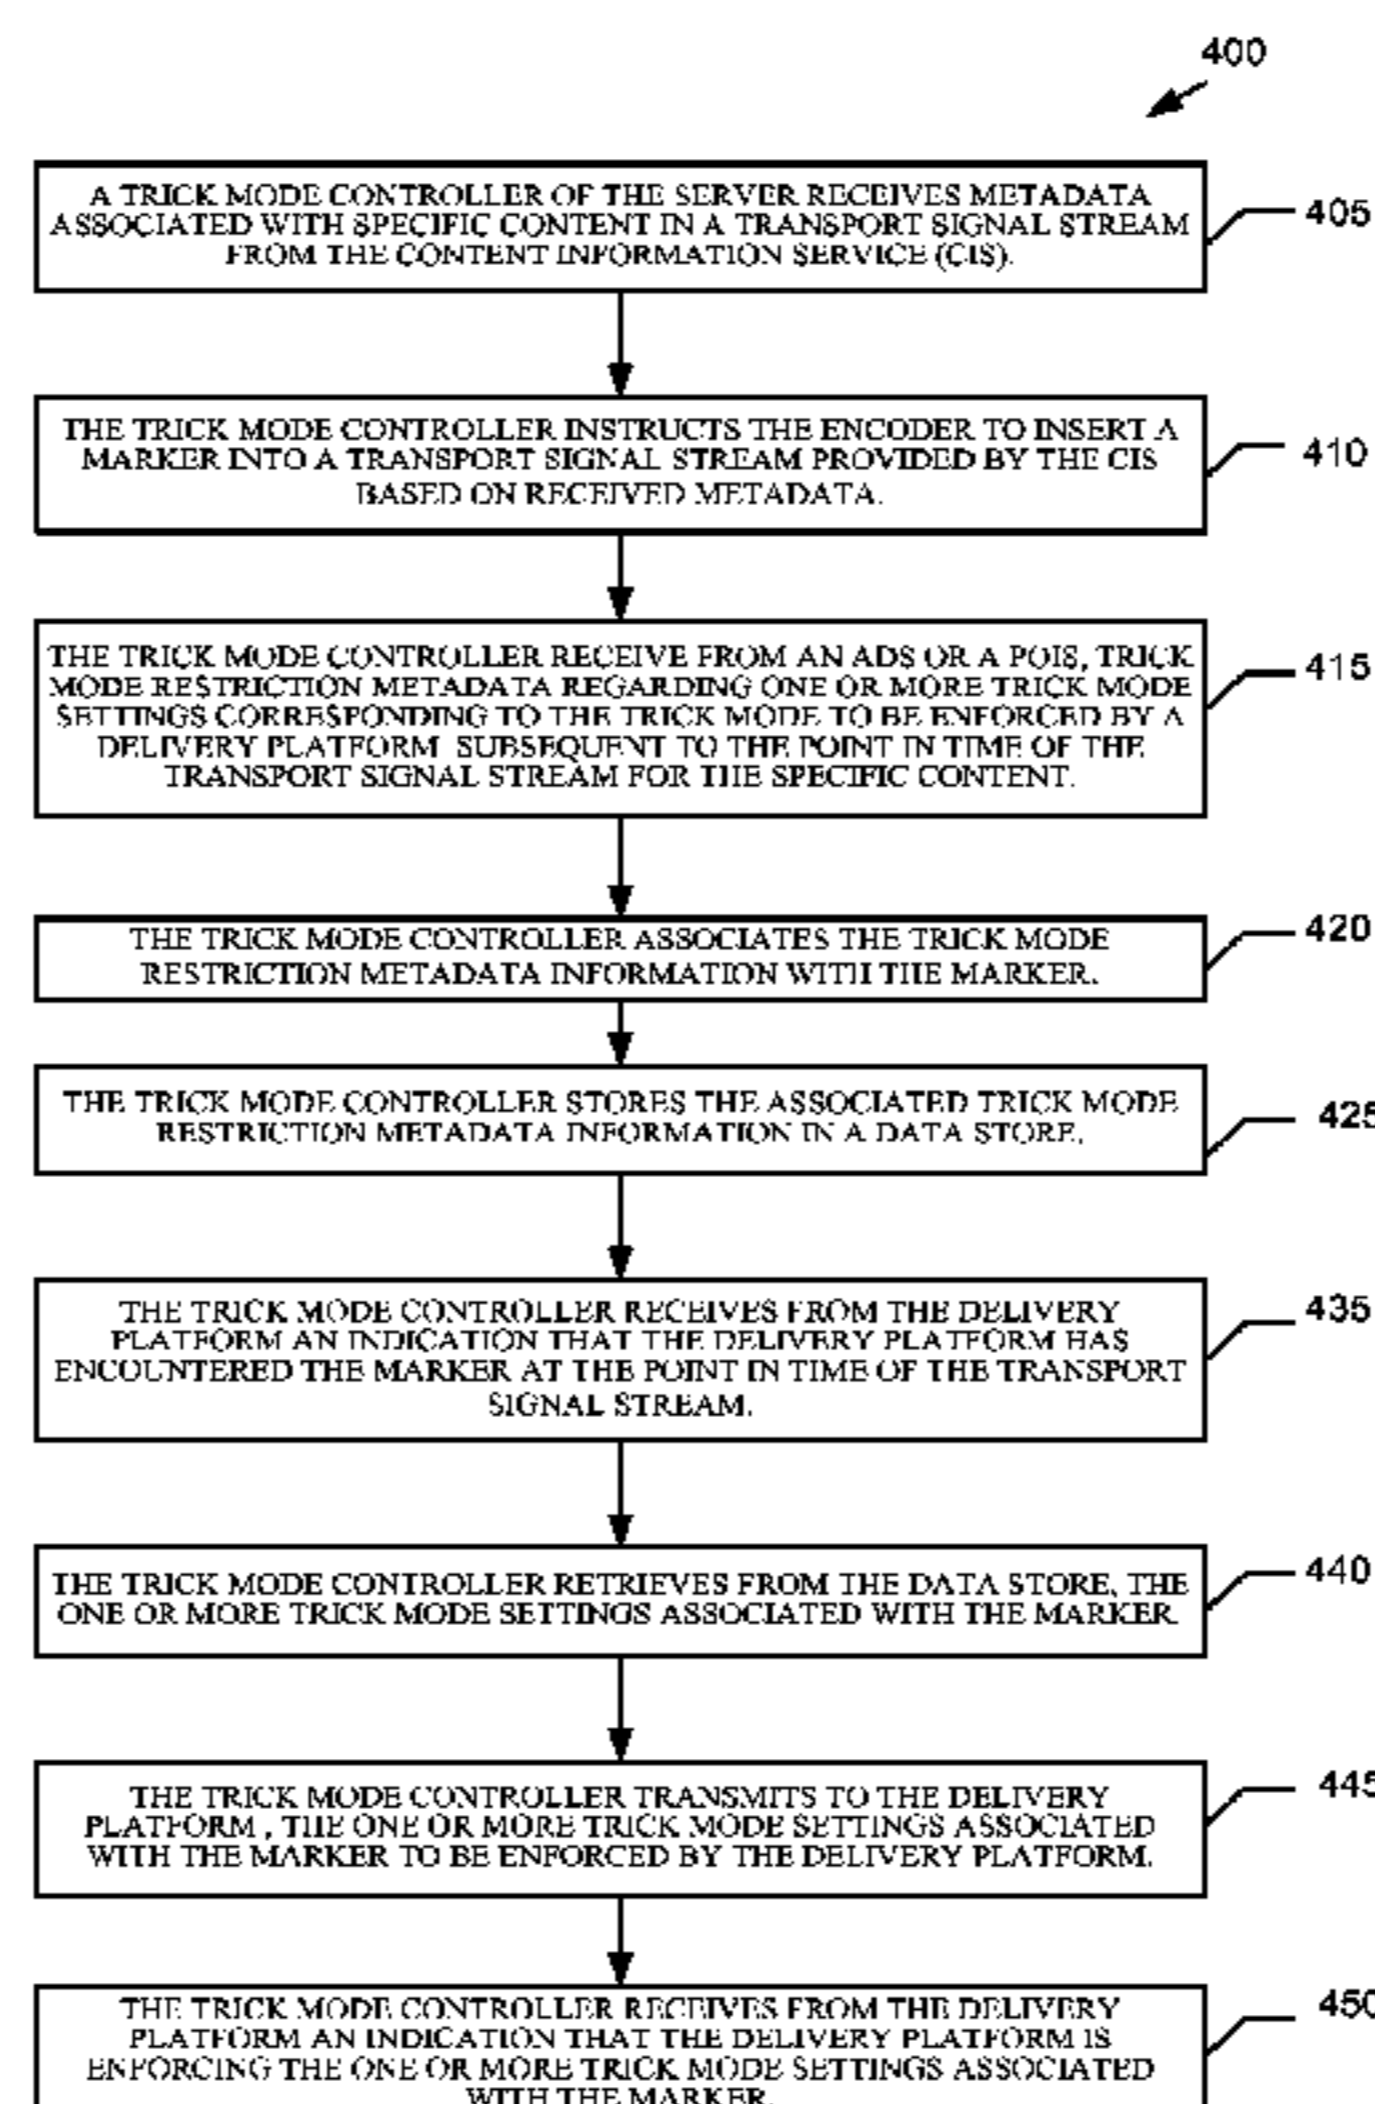 400
A TRICK MODE CONTROLLER OF THE SERVER RECEIVES METADATA
ASSOCIATED WITH SPECIFIC CONTENT IN A TRANSPORT SIGNAL STREAM
FROM THE CONTENT INFORMATION SERVICE (CIS).
405
THE TRICK MODE CONTROLLER INSTRUCTS THE ENCODER TO INSERT A
MARKER INTO A TRANSPORT SIGNAL STREAM PROVIDED BY THE CIS
BASED ON RECEIVED METADATA.
410
THE TRICK MODE CONTROLLER RECEIVE FROM AN ADS OR A POIS, TRICK
MODE RESTRICTION METADATA REGARDING ONE OR MORE TRICK MODE
SETTINGS CORRESPONDING TO THE TRICK MODE TO BE ENFORCED BY A
DELIVERY PLATFORM SUBSEQUENT TO THE POINT IN TIME OF THE
TRANSPORT SIGNAL STREAM FOR THE SPECIFIC CONTENT.
415
THE TRICK MODE CONTROLLER ASSOCIATES THE TRICK MODE
RESTRICTION METADATA INFORMATION WITH THE MARKER.
420
THE TRICK MODE CONTROLLER STORES THE ASSOCIATED TRICK MODE
RESTRICTION METADATA INFORMATION IN A DATA STORE.
425
THE TRICK MODE CONTROLLER RECEIVES FROM THE DELIVERY
PLATFORM AN INDICATION THAT THE DELIVERY PLATFORM HAS
ENCOUNTERED THE MARKER AT THE POINT IN TIME OF THE TRANSPORT
SIGNAL STREAM.
435
THE TRICK MODE CONTROLLER RETRIEVES FROM THE DATA STORE, THE
ONE OR MORE TRICK MODE SETTINGS ASSOCIATED WITH THE MARKER.
440
THE TRICK MODE CONTROLLER TRANSMITS TO THE DELIVERY
PLATFORM , THE ONE OR MORE TRICK MODE SETTINGS ASSOCIATED
WITH THE MARKER TO BE ENFORCED BY THE DELIVERY PLATFORM.
445
THE TRICK MODE CONTROLLER RECEIVES FROM THE DELIVERY
PLATFORM AN INDICATION THAT THE DELIVERY PLATFORM IS
ENFORCING THE ONE OR MORE TRICK MODE SETTINGS ASSOCIATED
WITH THE MARKER.
450